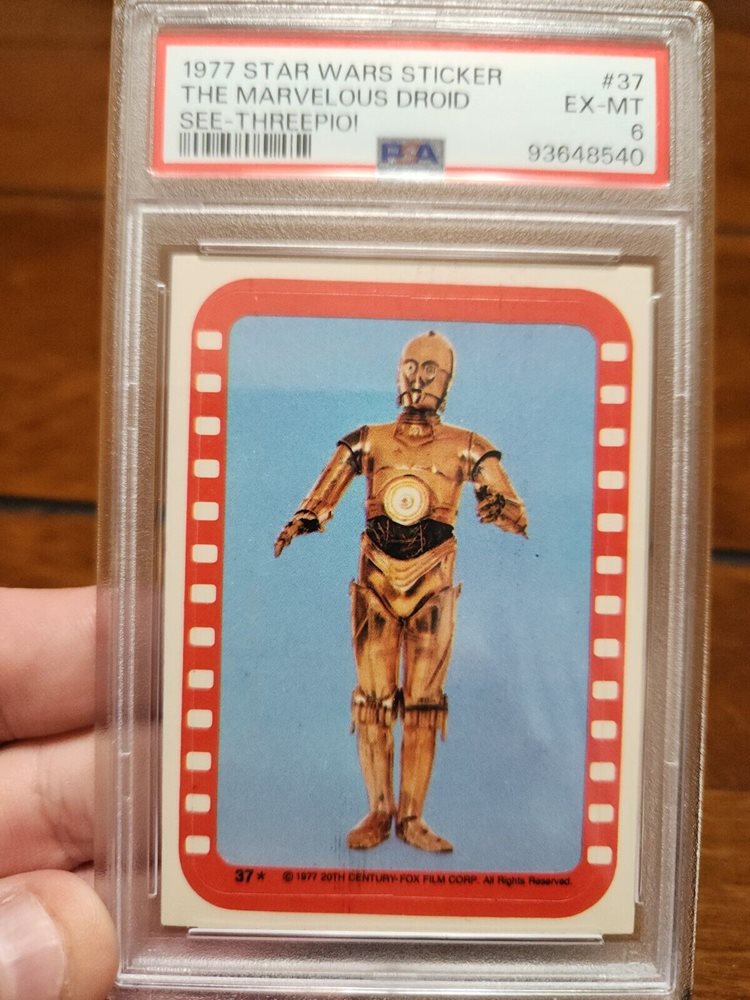 1977 STAR WARS STICKER #37
THE MARVELOUS DROID EX-MT
SEE-THREEPIO! 6
PSA 93648540
37★ © 1977 20TH CENTURY-FOX FILM CORP. All Rights Reserved.